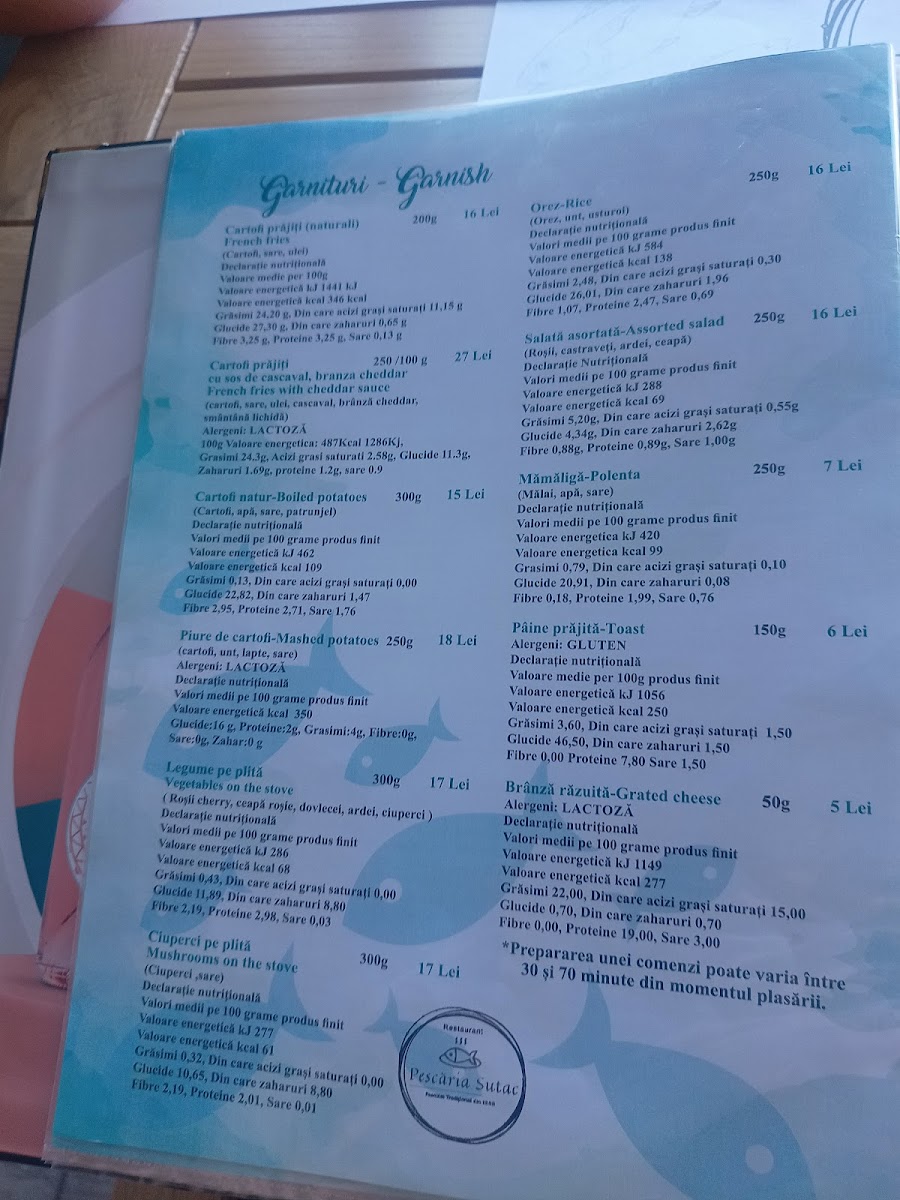 Garnituri - Garnish
Cartofi prăjiți (naturali) 200g 16 Lei
French fries
(Cartofi, sare, ulei)
Declarație nutrițională
Valoare medie per 100g
Valoare energetică kJ 1441 kJ
Valoare energetică kcal 346 kcal
Grăsimi 24,20 g, Din care acizi grași saturați 11,15 g
Glucide 27,30 g, Din care zaharuri 0,65 g
Fibre 3,25 g, Proteine 3,25 g, Sare 0,13 g
Cartofi prăjiți 250 /100 g 27 Lei
cu sos de cascaval, branza cheddar
French fries with cheddar sauce
(cartofi, sare, ulei, cascaval, brânză cheddar,
smântână lichidă)
Alergeni: LACTOZĂ
100g Valoare energetica: 487Kcal 1286Kj,
Grasimi 24.3g, Acizi grasi saturati 2.58g, Glucide 11.3g,
Zaharuri 1.69g, proteine 1.2g, sare 0.9
Cartofi natur-Boiled potatoes 300g 15 Lei
(Cartofi, apă, sare, patrunjel)
Declarație nutrițională
Valori medii pe 100 grame produs finit
Valoare energetică kJ 462
Valoare energetică kcal 109
Grăsimi 0,13, Din care acizi grași saturați 0,00
Glucide 22,82, Din care zaharuri 1,47
Fibre 2,95, Proteine 2,71, Sare 1,76
Piure de cartofi-Mashed potatoes 250g 18 Lei
(cartofi, unt, lapte, sare)
Alergeni: LACTOZĂ
Declarație nutrițională
Valori medii pe 100 grame produs finit
Valoare energetică kcal 350
Glucide:16 g, Proteine:2g, Grasimi:4g, Fibre:0g,
Sare:0g, Zahar:0 g
Legume pe plită
Vegetables on the stove 300g 17 Lei
( Roșii cherry, ceapă roșie, dovlecei, ardei, ciuperci )
Declarație nutrițională
Valori medii pe 100 grame produs finit
Valoare energetică kJ 286
Valoare energetică kcal 68
Grăsimi 0,43, Din care acizi grași saturați 0,00
Glucide 11,89, Din care zaharuri 8,80
Fibre 2,19, Proteine 2,98, Sare 0,03
Ciuperci pe plită
Mushrooms on the stove 300g 17 Lei
(Ciuperci ,sare)
Declarație nutrițională
Valori medii pe 100 grame produs finit
Valoare energetică kJ 277
Valoare energetică kcal 61
Grăsimi 0,32, Din care acizi grași saturați 0,00
Glucide 10,65, Din care zaharuri 8,80
Fibre 2,19, Proteine 2,01, Sare 0,01
Orez-Rice 250g 16 Lei
(Orez, unt, usturoi)
Declarație nutrițională
Valori medii pe 100 grame produs finit
Valoare energetică kJ 584
Valoare energetică kcal 138
Grăsimi 2,48, Din care acizi grași saturați 0,30
Glucide 26,01, Din care zaharuri 1,96
Fibre 1,07, Proteine 2,47, Sare 0,69
Salată asortată-Assorted salad 250g 16 Lei
(Roșii, castraveți, ardei, ceapă)
Declarație Nutrițională
Valori medii pe 100 grame produs finit
Valoare energetică kJ 288
Valoare energetică kcal 69
Grăsimi 5,20g, Din care acizi grași saturați 0,55g
Glucide 4,34g, Din care zaharuri 2,62g
Fibre 0,88g, Proteine 0,89g, Sare 1,00g
Mămăligă-Polenta 250g 7 Lei
(Mălai, apă, sare)
Declarație nutrițională
Valori medii pe 100 grame produs finit
Valoare energetica kJ 420
Valoare energetica kcal 99
Grasimi 0,79, Din care acizi grași saturați 0,10
Glucide 20,91, Din care zaharuri 0,08
Fibre 0,18, Proteine 1,99, Sare 0,76
Pâine prăjită-Toast 150g 6 Lei
Alergeni: GLUTEN
Declarație nutrițională
Valoare medie per 100g produs finit
Valoare energetică kJ 1056
Valoare energetică kcal 250
Grăsimi 3,60, Din care acizi grași saturați 1,50
Glucide 46,50, Din care zaharuri 1,50
Fibre 0,00 Proteine 7,80 Sare 1,50
Brânză răzuită-Grated cheese 50g 5 Lei
Alergeni: LACTOZĂ
Declarație nutrițională
Valori medii pe 100 grame produs finit
Valoare energetică kJ 1149
Valoare energetică kcal 277
Grăsimi 22,00, Din care acizi grași saturați 15,00
Glucide 0,70, Din care zaharuri 0,70
Fibre 0,00, Proteine 19,00, Sare 3,00
*Prepararea unei comenzi poate varia între
30 și 70 minute din momentul plasării.
Restaurant
Pescăria Sutac